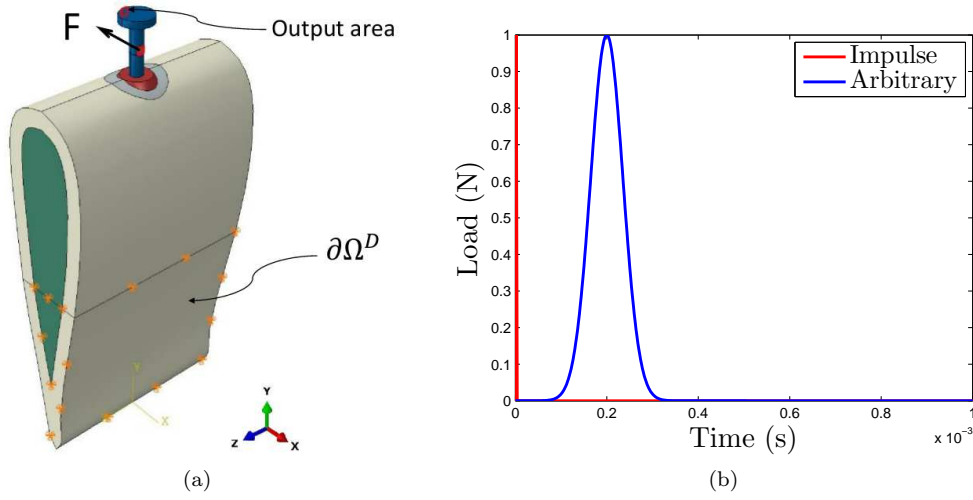 F
Output area
∂Ω^D
Y
X
Y
Z
X
(a)
Load (N)
1
0.9
0.8
0.7
0.6
0.5
0.4
0.3
0.2
0.1
0
0
0.2
0.4
0.6
0.8
1
x 10^-3
Time (s)
Impulse
Arbitrary
(b)